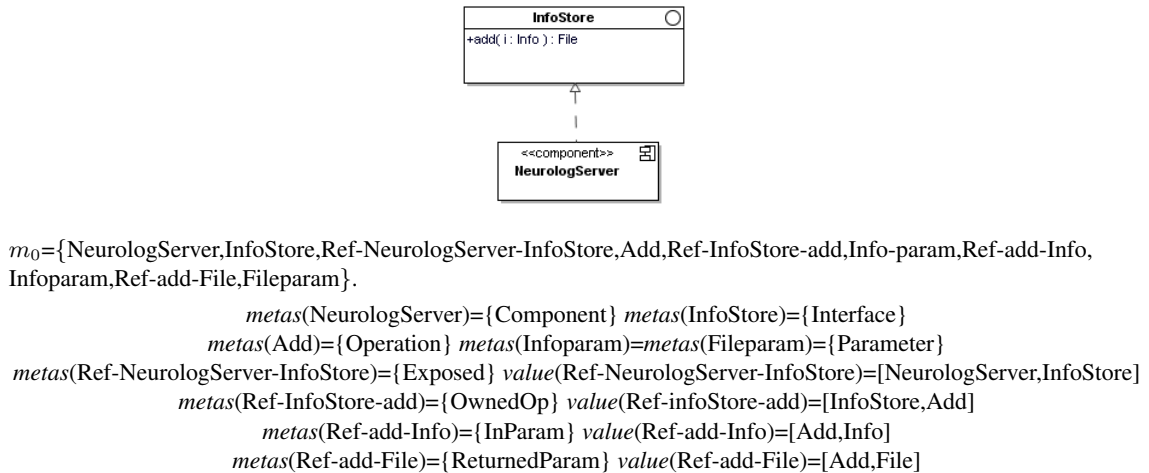 InfoStore
+add( i : Info ) : File
<<component>>
NeurologServer
m0={NeurologServer,InfoStore,Ref-NeurologServer-InfoStore,Add,Ref-InfoStore-add,Info-param,Ref-add-Info,
Infoparam,Ref-add-File,Fileparam}.
metas(NeurologServer)={Component} metas(InfoStore)={Interface}
metas(Add)={Operation} metas(Infoparam)=metas(Fileparam)={Parameter}
metas(Ref-NeurologServer-InfoStore)={Exposed} value(Ref-NeurologServer-InfoStore)=[NeurologServer,InfoStore]
metas(Ref-InfoStore-add)={OwnedOp} value(Ref-infoStore-add)=[InfoStore,Add]
metas(Ref-add-Info)={InParam} value(Ref-add-Info)=[Add,Info]
metas(Ref-add-File)={ReturnedParam} value(Ref-add-File)=[Add,File]